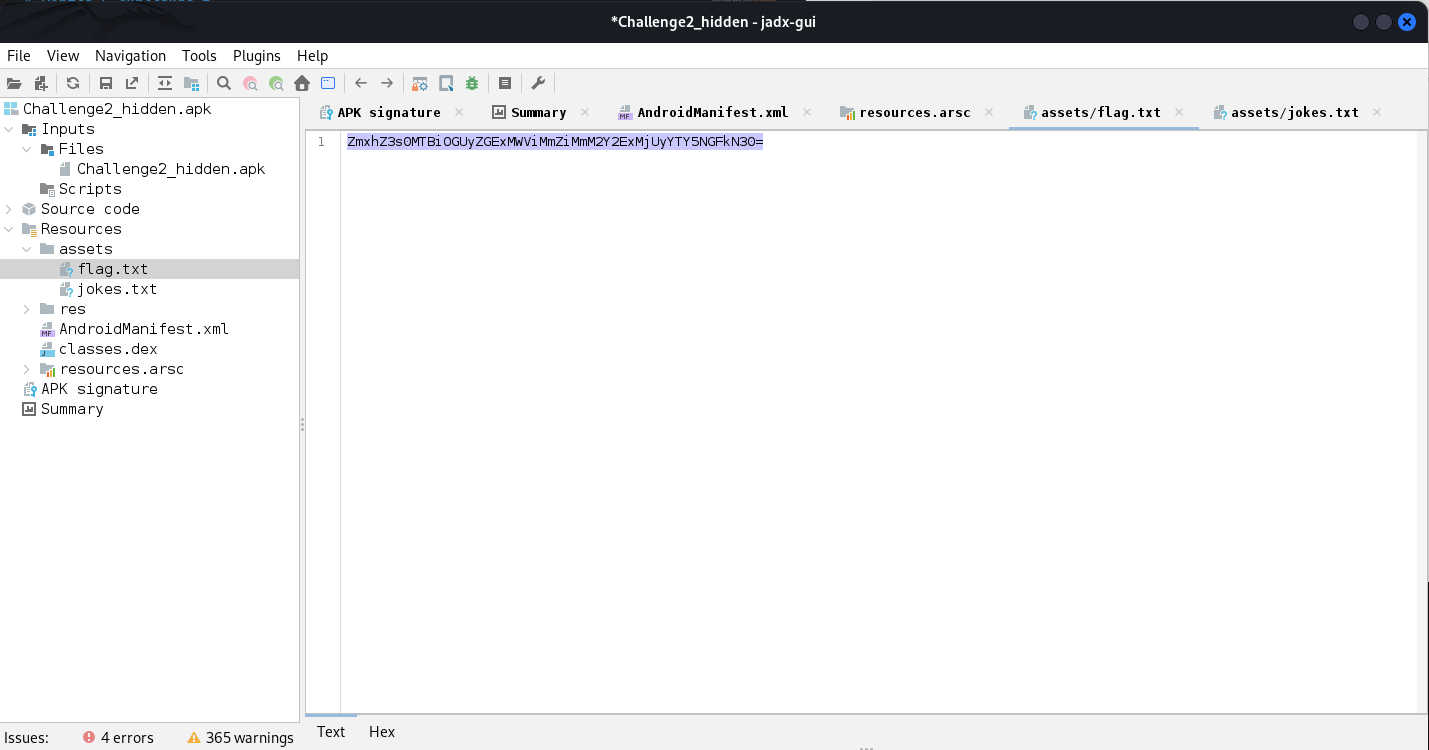 *Challenge2_hidden - jadx-gui
File View Navigation Tools Plugins Help
Challenge2_hidden.apk
Inputs
Files
Challenge2_hidden.apk
Scripts
Source code
Resources
assets
flag.txt
jokes.txt
res
AndroidManifest.xml
classes.dex
resources.arsc
APK signature
Summary
APK signature Summary AndroidManifest.xml resources.arsc assets/flag.txt assets/jokes.txt
1 ZmxhZ3s0MTBiOGUyZGExMWViMmZiMmM2Y2ExMjUyYTY5NGFkN30=
Text Hex
Issues: 4 errors 365 warnings